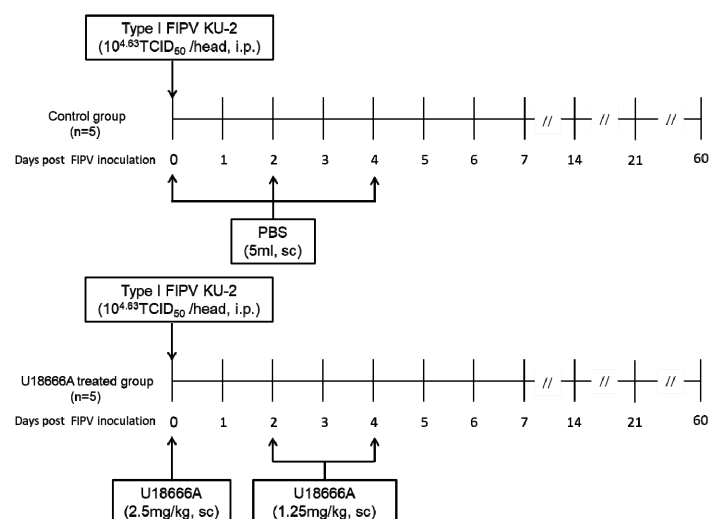 Type I FIPV KU-2
(10^4.63TCID50 /head, i.p.)
Control group
(n=5)
// // //
Days post FIPV inoculation 0 1 2 3 4 5 6 7 14 21 60
PBS
(5ml, sc)
Type I FIPV KU-2
(10^4.63TCID50 /head, i.p.)
U18666A treated group
(n=5)
// // //
Days post FIPV inoculation 0 1 2 3 4 5 6 7 14 21 60
U18666A
(2.5mg/kg, sc)
U18666A
(1.25mg/kg, sc)